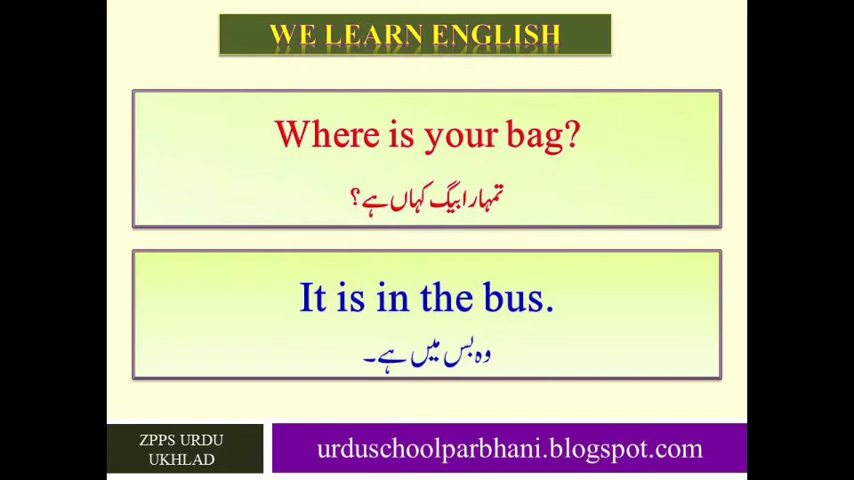 WE LEARN ENGLISH
Where is your bag?
تمہارا بیگ کہاں ہے؟
It is in the bus.
وہ بس میں ہے۔
ZPPS URDU
UKHLAD
urduschoolparbhani.blogspot.com